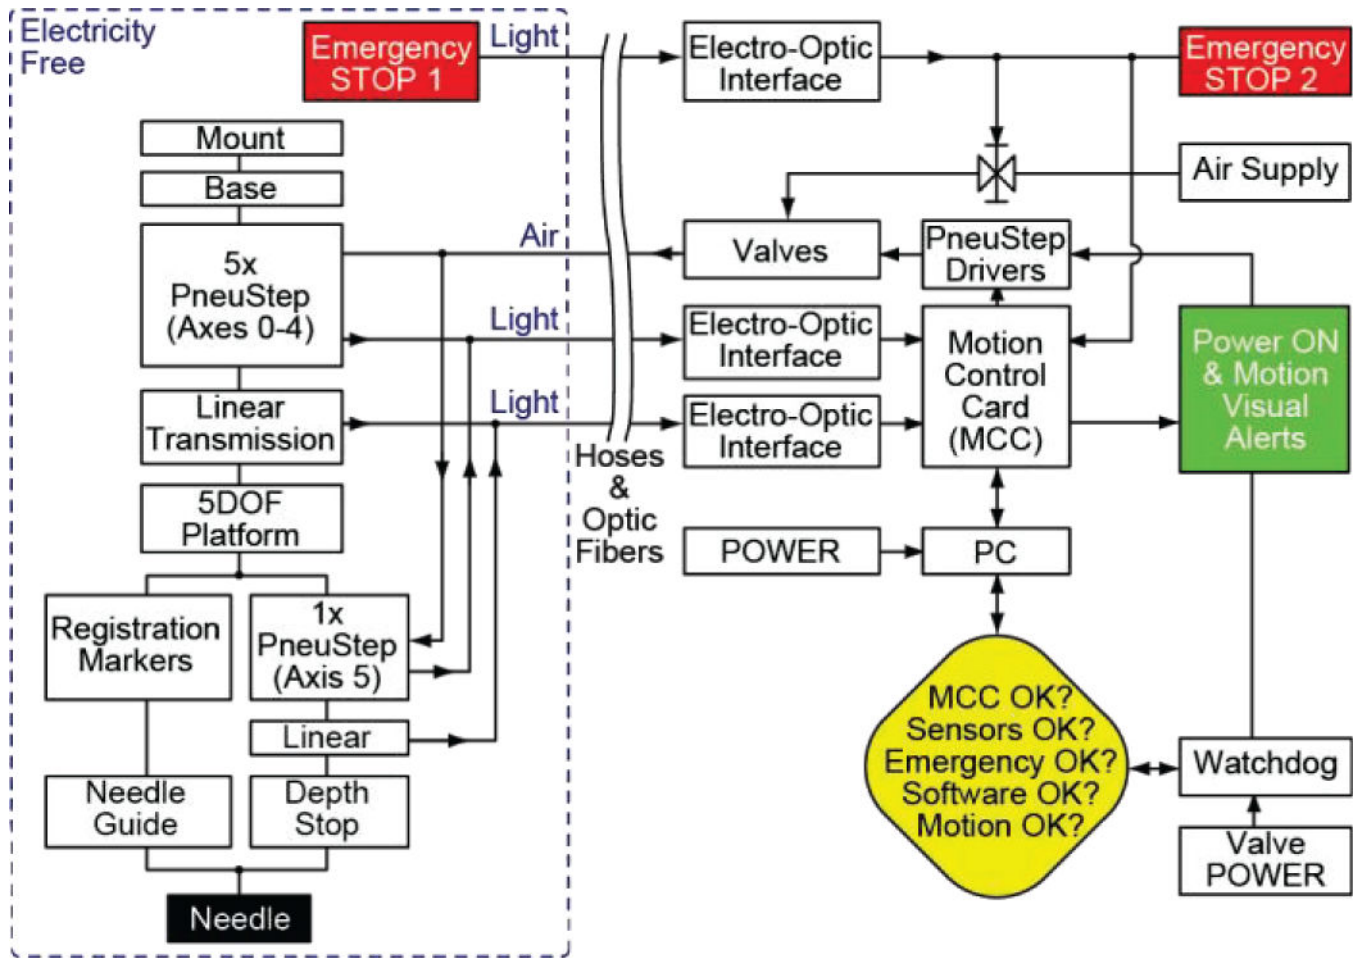 Electricity
Free
Emergency
STOP 1
Light
Electro-Optic
Interface
Emergency
STOP 2
Mount
Base
Air Supply
5x
PneuStep
(Axes 0-4)
Air
Valves
PneuStep
Drivers
Light
Electro-Optic
Interface
Motion
Control
Card
(MCC)
Power ON
& Motion
Visual
Alerts
Linear
Transmission
Light
Electro-Optic
Interface
Hoses
&
Optic
Fibers
5DOF
Platform
POWER
PC
Registration
Markers
1x
PneuStep
(Axis 5)
Linear
MCC OK?
Sensors OK?
Emergency OK?
Software OK?
Motion OK?
Watchdog
Needle
Guide
Depth
Stop
Valve
POWER
Needle